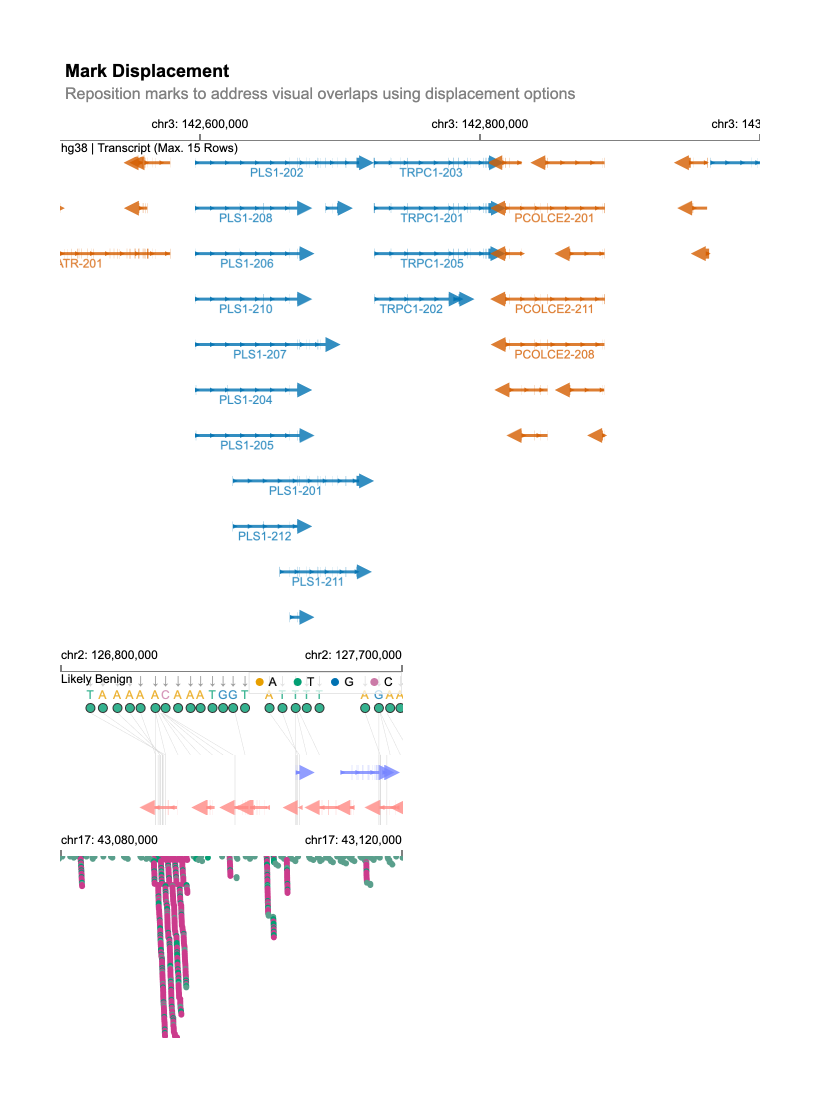 Mark Displacement
Reposition marks to address visual overlaps using displacement options
chr3: 142,600,000 chr3: 142,800,000 chr3: 143
hg38 | Transcript (Max. 15 Rows)
PLS1-202 TRPC1-203
PLS1-208 TRPC1-201 PCOLCE2-201
ATR-201 PLS1-206 TRPC1-205
PLS1-210 TRPC1-202 PCOLCE2-211
PLS1-207 PCOLCE2-208
PLS1-204
PLS1-205
PLS1-201
PLS1-212
PLS1-211
chr2: 126,800,000 chr2: 127,700,000
Likely Benign A T G C
T A A A A A C A A A T G G T A T T T T A G A A
chr17: 43,080,000 chr17: 43,120,000